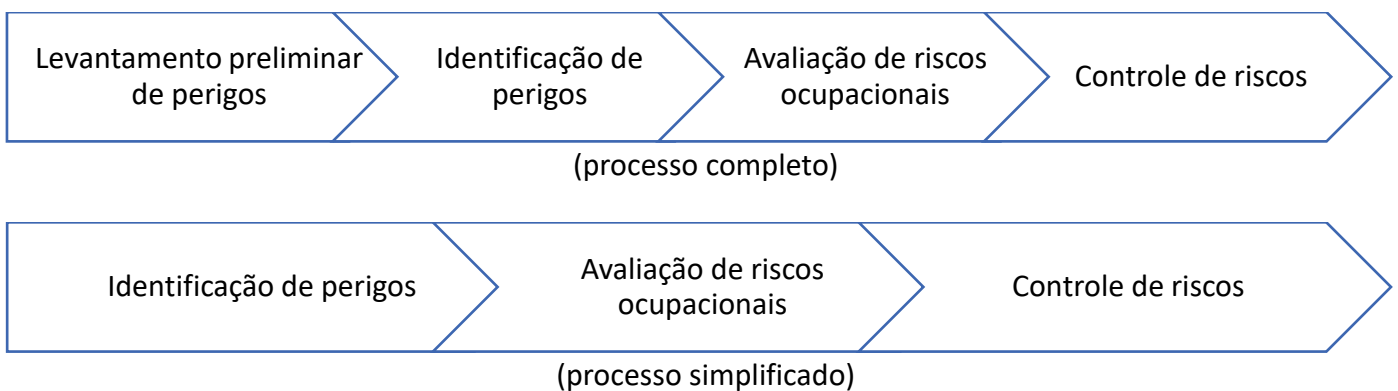 Levantamento preliminar
de perigos
Identificação de
perigos
Avaliação de riscos
ocupacionais
Controle de riscos
(processo completo)
Identificação de perigos
Avaliação de riscos
ocupacionais
Controle de riscos
(processo simplificado)